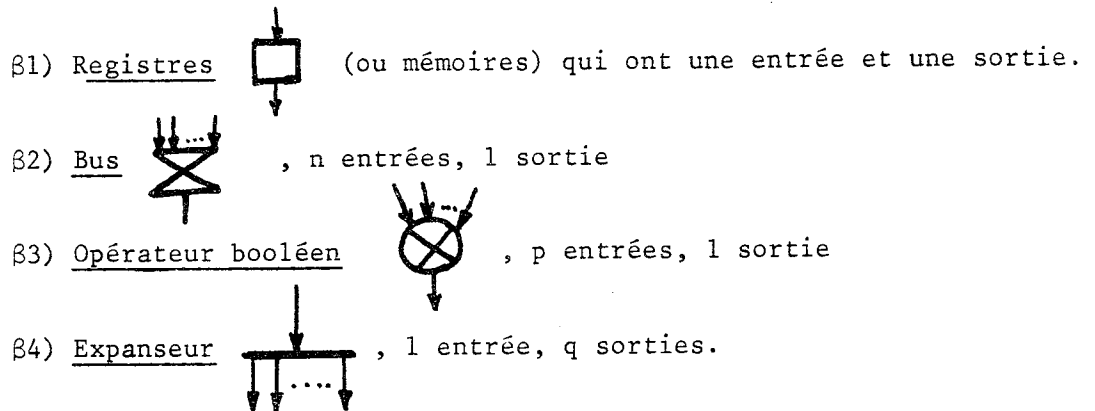 β1) Registres (ou mémoires) qui ont une entrée et une sortie.
β2) Bus , n entrées, 1 sortie
β3) Opérateur booléen , p entrées, 1 sortie
β4) Expanseur , 1 entrée, q sorties.